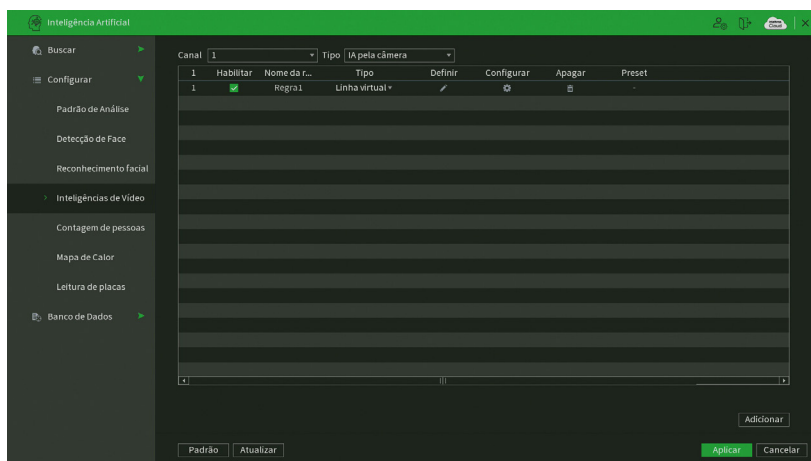 Inteligência Artificial
Buscar
Configurar
Padrão de Análise
Detecção de Face
Reconhecimento facial
Inteligências de Vídeo
Contagem de pessoas
Mapa de Calor
Leitura de placas
Banco de Dados
Canal 1 Tipo IA pela câmera
1 Habilitar Nome da r... Tipo Definir Configurar Apagar Preset
1 Regra1 Linha virtual -
Adicionar
Padrão Atualizar Aplicar Cancelar